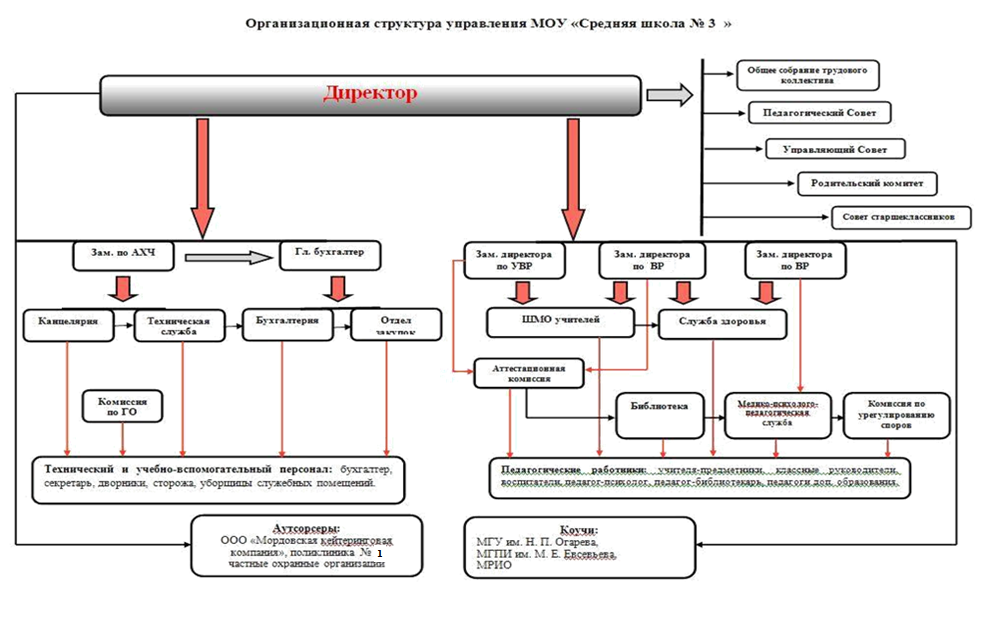 Организационная структура управления МОУ «Средняя школа № 3 »
Директор
Общее собрание трудового
коллектива
Педагогический Совет
Управляющий Совет
Родительский комитет
Совет старшеклассников
Зам. по АХЧ
Гл. бухгалтер
Зам. директора
по УВР
Зам. директора
по ВР
Зам. директора
по ВР
Канцелярия
Техническая
служба
Бухгалтерия
Отдел
закупок
ШМО учителей
Служба здоровья
Аттестационная
комиссия
Комиссия
по ГО
Библиотека
Медико-психолого-
педагогическая
служба
Комиссия по
урегулированию
споров
Технический и учебно-вспомогательный персонал: бухгалтер,
секретарь, дворники, сторожа, уборщицы служебных помещений.
Педагогические работники: учителя-предметники, классные руководители,
воспитатели, педагог-психолог, педагог-библиотекарь, педагоги доп. образования.
Аутсорсеры:
ООО «Мордовская кейтеринговая
компания», поликлиника № 1
частные охранные организации
Коучи:
МГУ им. Н. П. Огарева,
МГПИ им. М. Е. Евсевьева,
МРИО